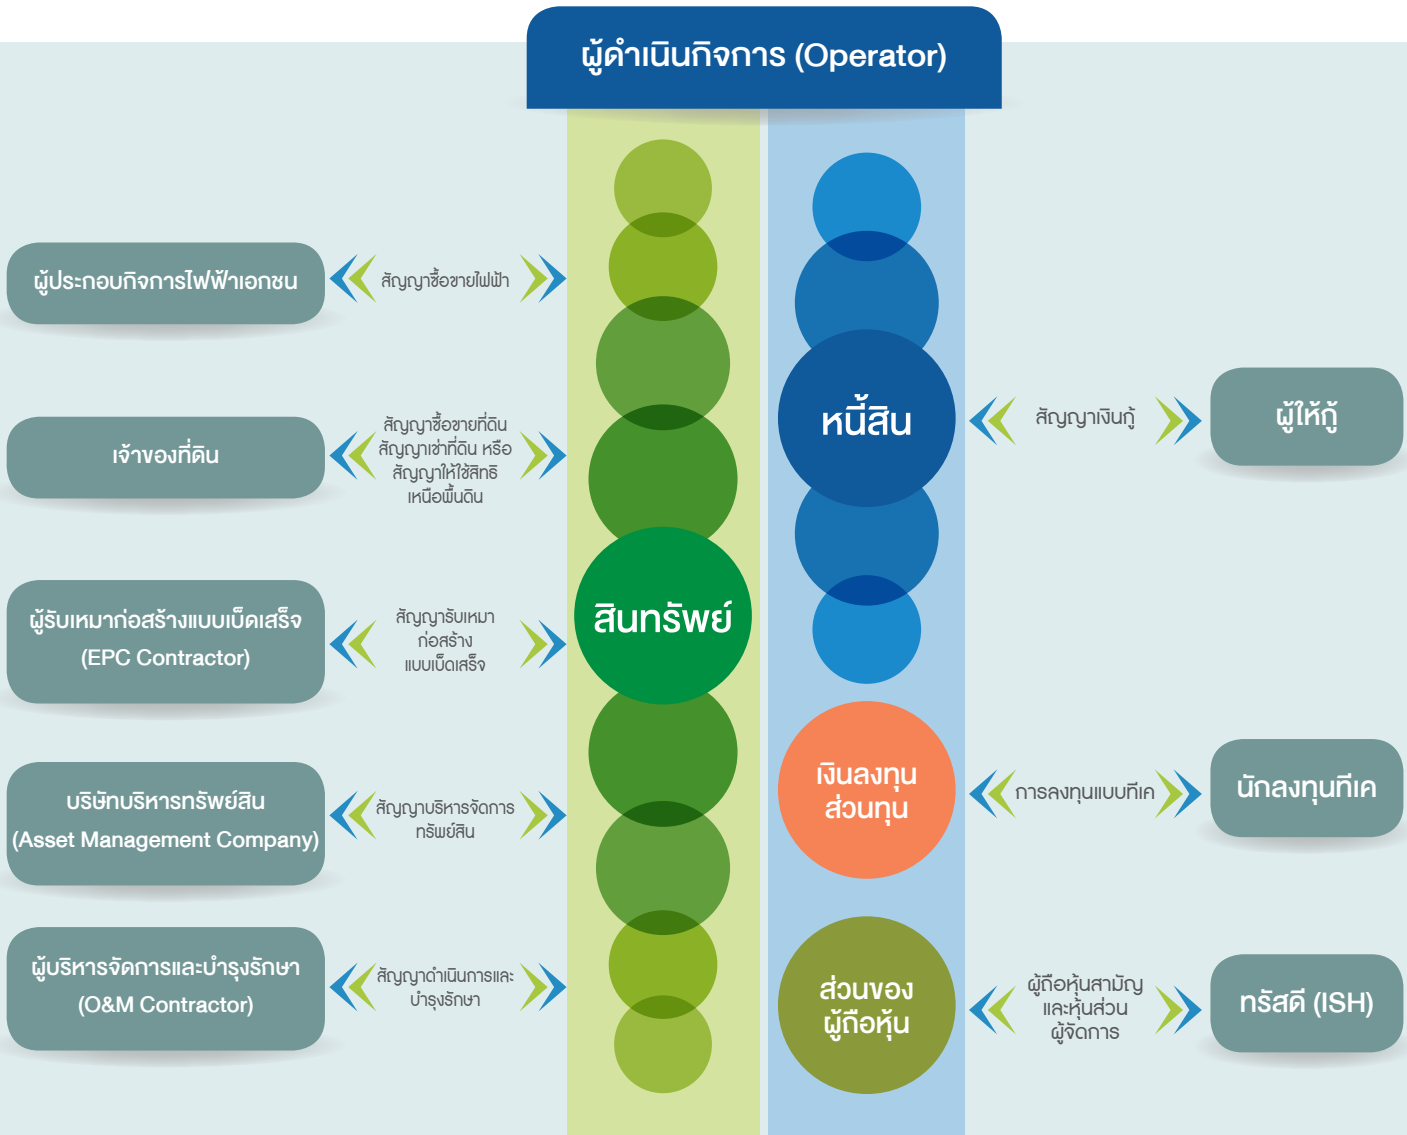 ผู้ดำเนินกิจการ (Operator)
ผู้ประกอบกิจการไฟฟ้าเอกชน
สัญญาซื้อขายไฟฟ้า
เจ้าของที่ดิน
สัญญาซื้อขายที่ดิน
สัญญาเช่าที่ดิน หรือ
สัญญาให้ใช้สิทธิ
เหนือพื้นดิน
ผู้รับเหมาก่อสร้างแบบเบ็ดเสร็จ
(EPC Contractor)
สัญญารับเหมา
ก่อสร้าง
แบบเบ็ดเสร็จ
บริษัทบริหารทรัพย์สิน
(Asset Management Company)
สัญญาบริหารจัดการ
ทรัพย์สิน
ผู้บริหารจัดการและบำรุงรักษา
(O&M Contractor)
สัญญาดำเนินการและ
บำรุงรักษา
สินทรัพย์
หนี้สิน
สัญญาเงินกู้
ผู้ให้กู้
เงินลงทุน
ส่วนทุน
การลงทุนแบบทีเค
นักลงทุนทีเค
ส่วนของ
ผู้ถือหุ้น
ผู้ถือหุ้นสามัญ
และหุ้นส่วน
ผู้จัดการ
ทรัสตี (ISH)